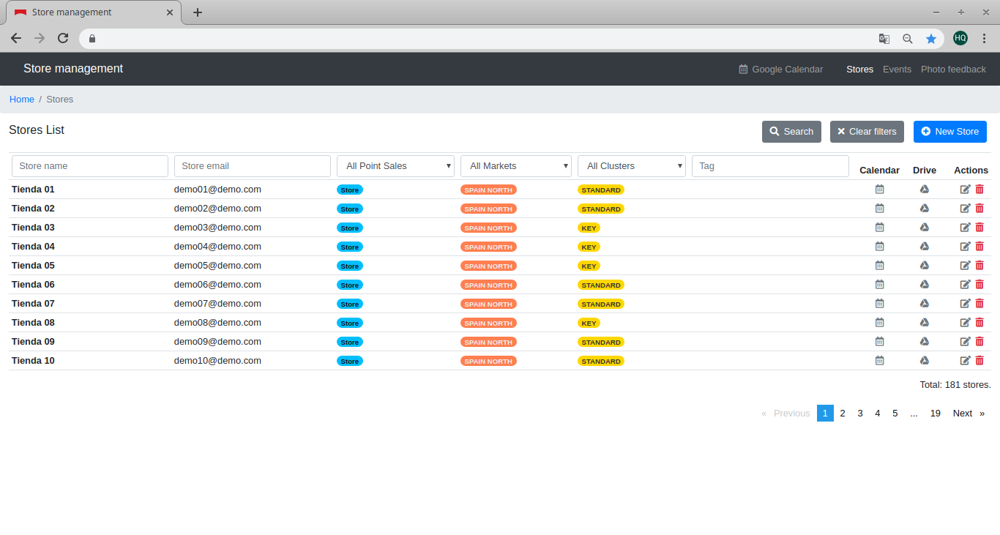 Store management
HQ
Store management Google Calendar Stores Events Photo feedback
Home / Stores
Stores List Search Clear filters New Store
Store name Store email All Point Sales All Markets All Clusters Tag Calendar Drive Actions
Tienda 01 demo01@demo.com Store SPAIN NORTH STANDARD
Tienda 02 demo02@demo.com Store SPAIN NORTH STANDARD
Tienda 03 demo03@demo.com Store SPAIN NORTH KEY
Tienda 04 demo04@demo.com Store SPAIN NORTH KEY
Tienda 05 demo05@demo.com Store SPAIN NORTH KEY
Tienda 06 demo06@demo.com Store SPAIN NORTH STANDARD
Tienda 07 demo07@demo.com Store SPAIN NORTH STANDARD
Tienda 08 demo08@demo.com Store SPAIN NORTH KEY
Tienda 09 demo09@demo.com Store SPAIN NORTH STANDARD
Tienda 10 demo10@demo.com Store SPAIN NORTH STANDARD
Total: 181 stores.
« Previous 1 2 3 4 5 ... 19 Next »